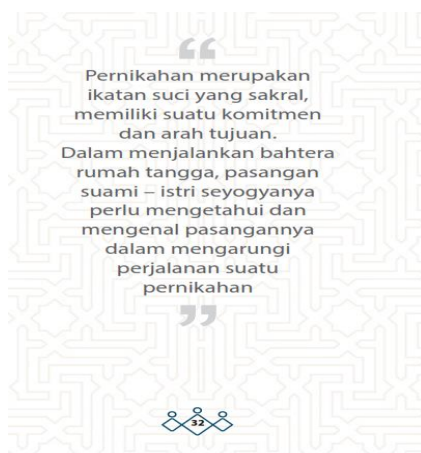 “
Pernikahan merupakan
ikatan suci yang sakral,
memiliki suatu komitmen
dan arah tujuan.
Dalam menjalankan bahtera
rumah tangga, pasangan
suami – istri seyogyanya
perlu mengetahui dan
mengenal pasangannya
dalam mengarungi
perjalanan suatu
pernikahan
”
32